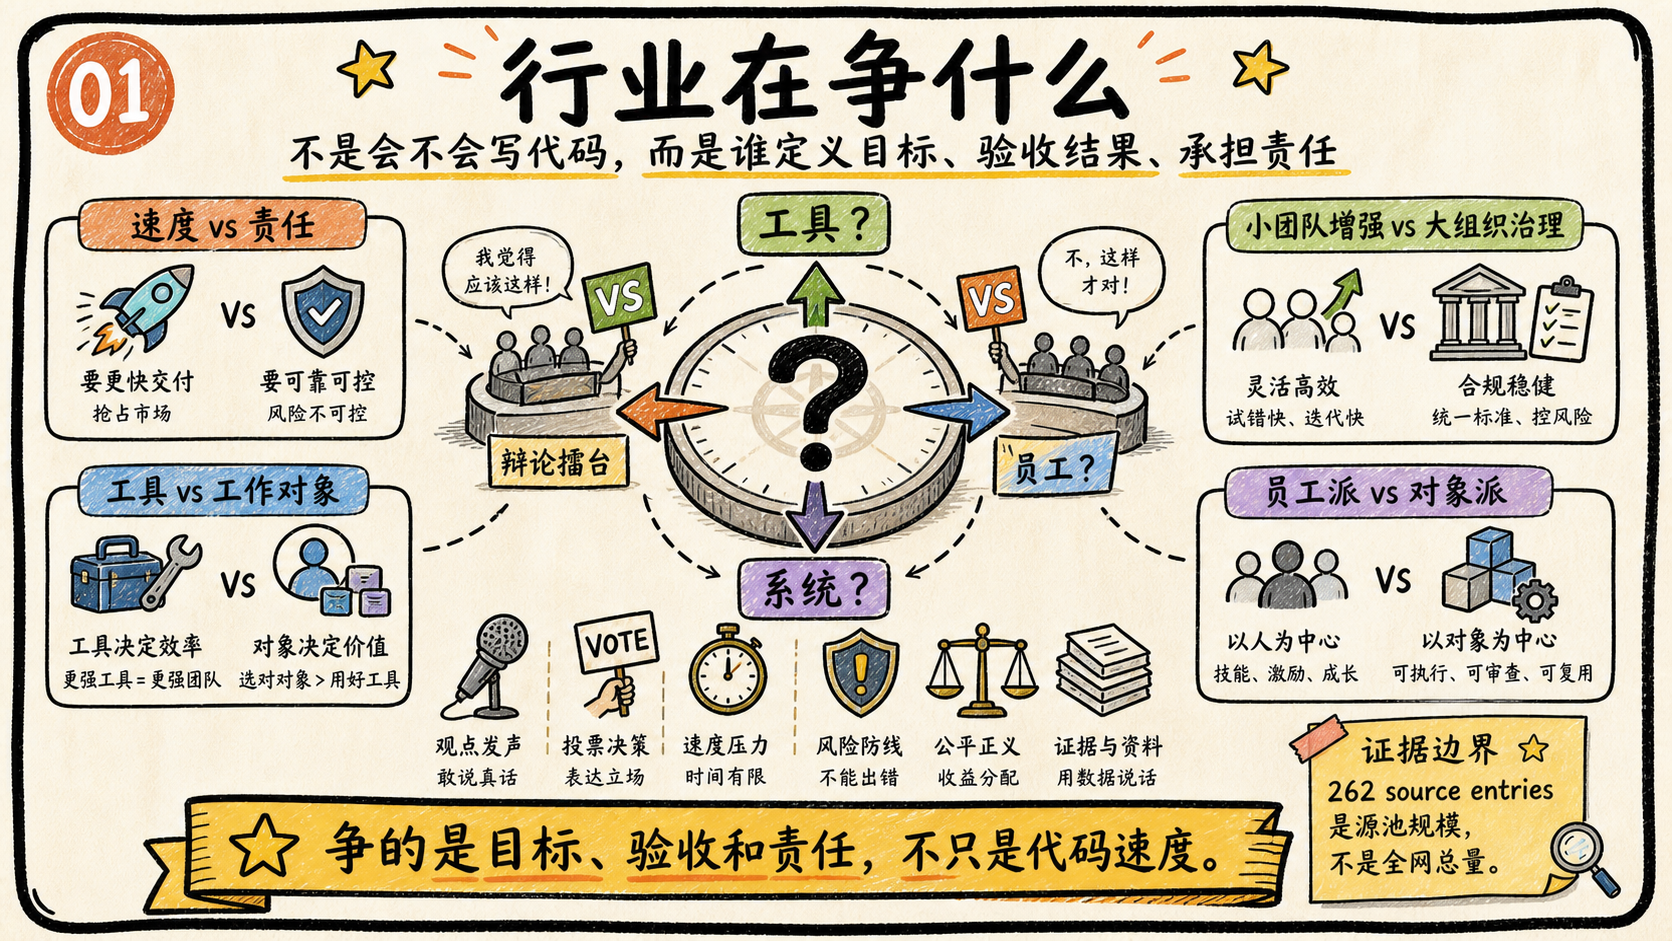 01
行业在争什么
不是会不会写代码，而是谁定义目标、验收结果、承担责任
速度 vs 责任
VS
要更快交付
抢占市场
要可靠可控
风险不可控
工具 vs 工作对象
VS
工具决定效率
更强工具 = 更强团队
对象决定价值
选对对象 > 用好工具
我觉得
应该这样！
VS
辩论擂台
工具？
?
系统？
VS
不，这样
才对！
“员工？
小团队增强 vs 大组织治理
VS
灵活高效
试错快、迭代快
合规稳健
统一标准、控风险
员工派 vs 对象派
VS
以人为中心
技能、激励、成长
以对象为中心
可执行、可审查、可复用
观点发声
敢说真话
VOTE
投票决策
表达立场
速度压力
时间有限
风险防线
不能出错
公平正义
收益分配
证据与资料
用数据说话
争的是目标、验收和责任，不只是代码速度。
证据边界
262 source entries
是源池规模，
不是全网总量。